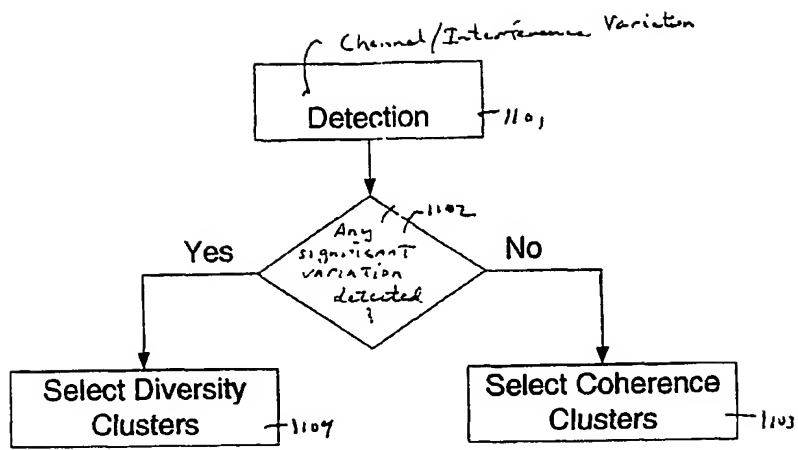 Channel/Interference Variation
Detection
1101
1102
Any
significant
variation
detected
?
Yes
No
Select Diversity
Clusters
1104
Select Coherence
Clusters
1103